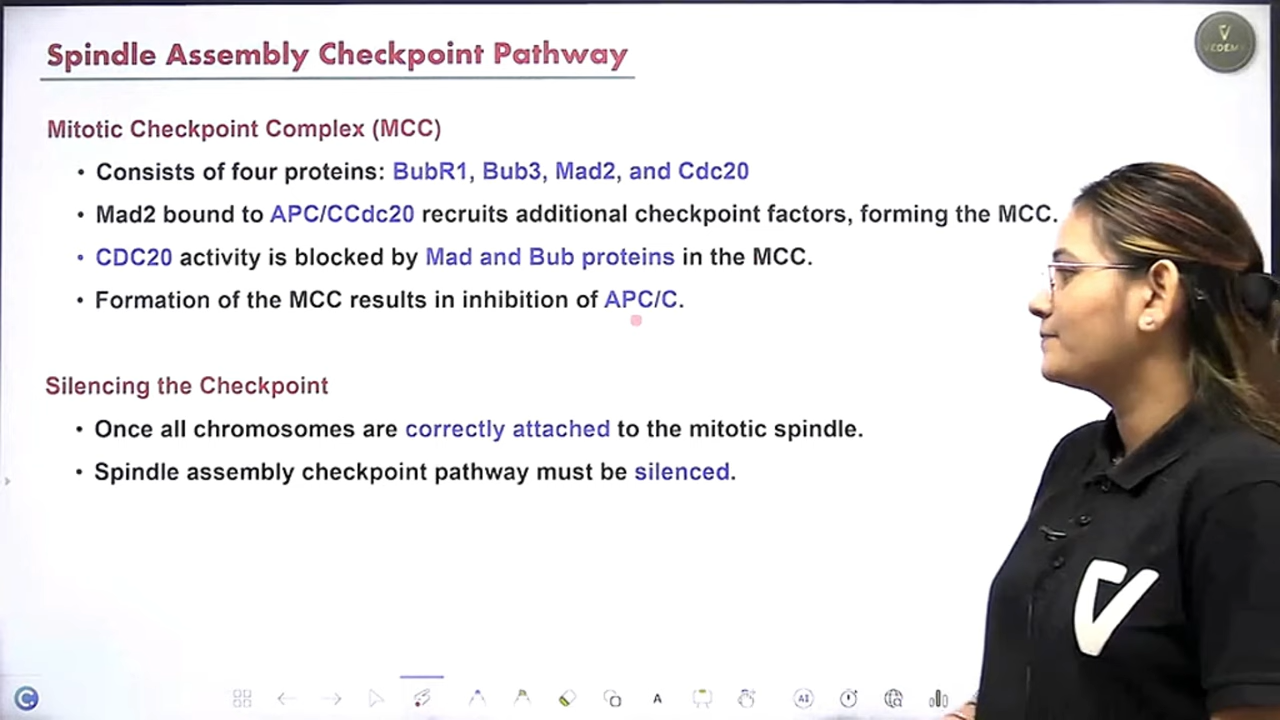 Spindle Assembly Checkpoint Pathway
VEDEMY
Mitotic Checkpoint Complex (MCC)
• Consists of four proteins: BubR1, Bub3, Mad2, and Cdc20
• Mad2 bound to APC/CCdc20 recruits additional checkpoint factors, forming the MCC.
• CDC20 activity is blocked by Mad and Bub proteins in the MCC.
• Formation of the MCC results in inhibition of APC/C.
Silencing the Checkpoint
• Once all chromosomes are correctly attached to the mitotic spindle.
• Spindle assembly checkpoint pathway must be silenced.
A
AI